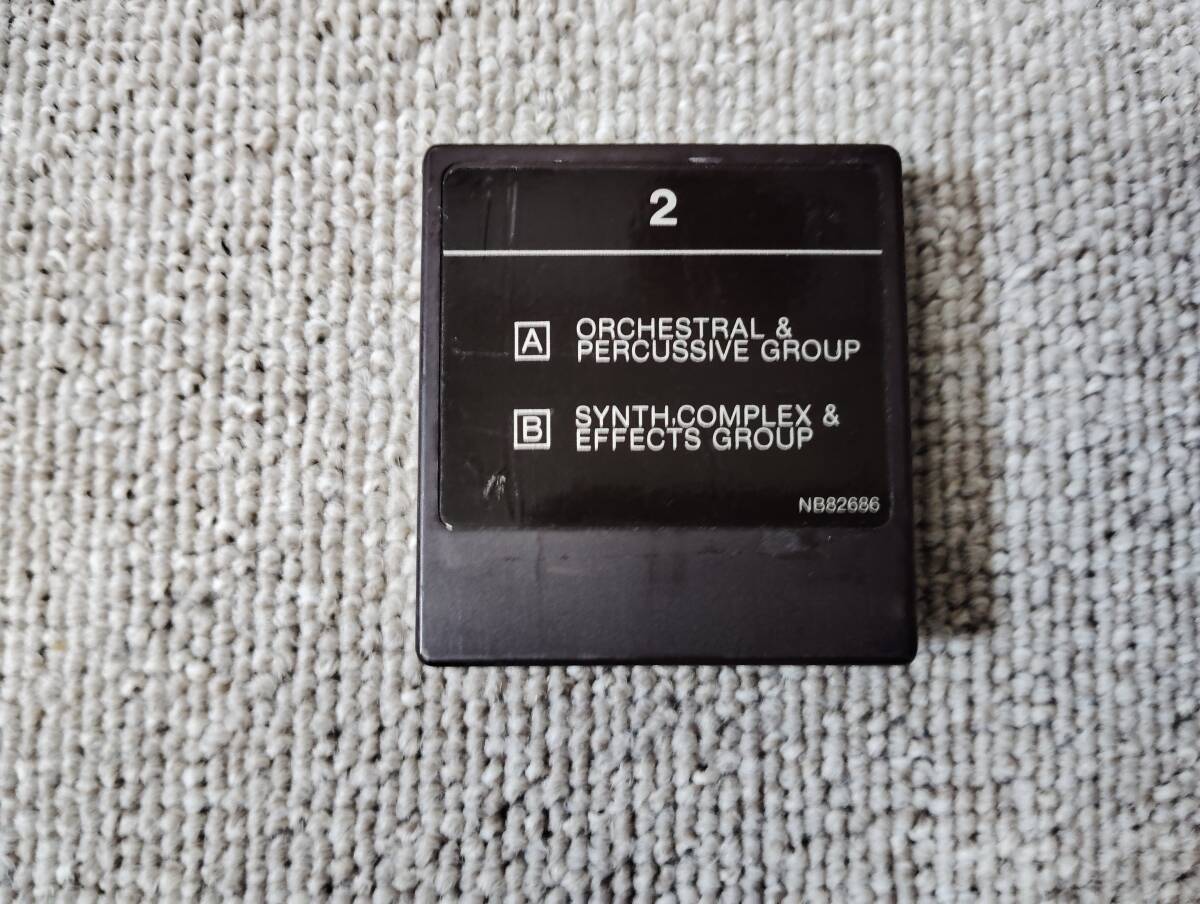 2
A ORCHESTRAL &
PERCUSSIVE GROUP
B SYNTH,COMPLEX &
EFFECTS GROUP
NB82686